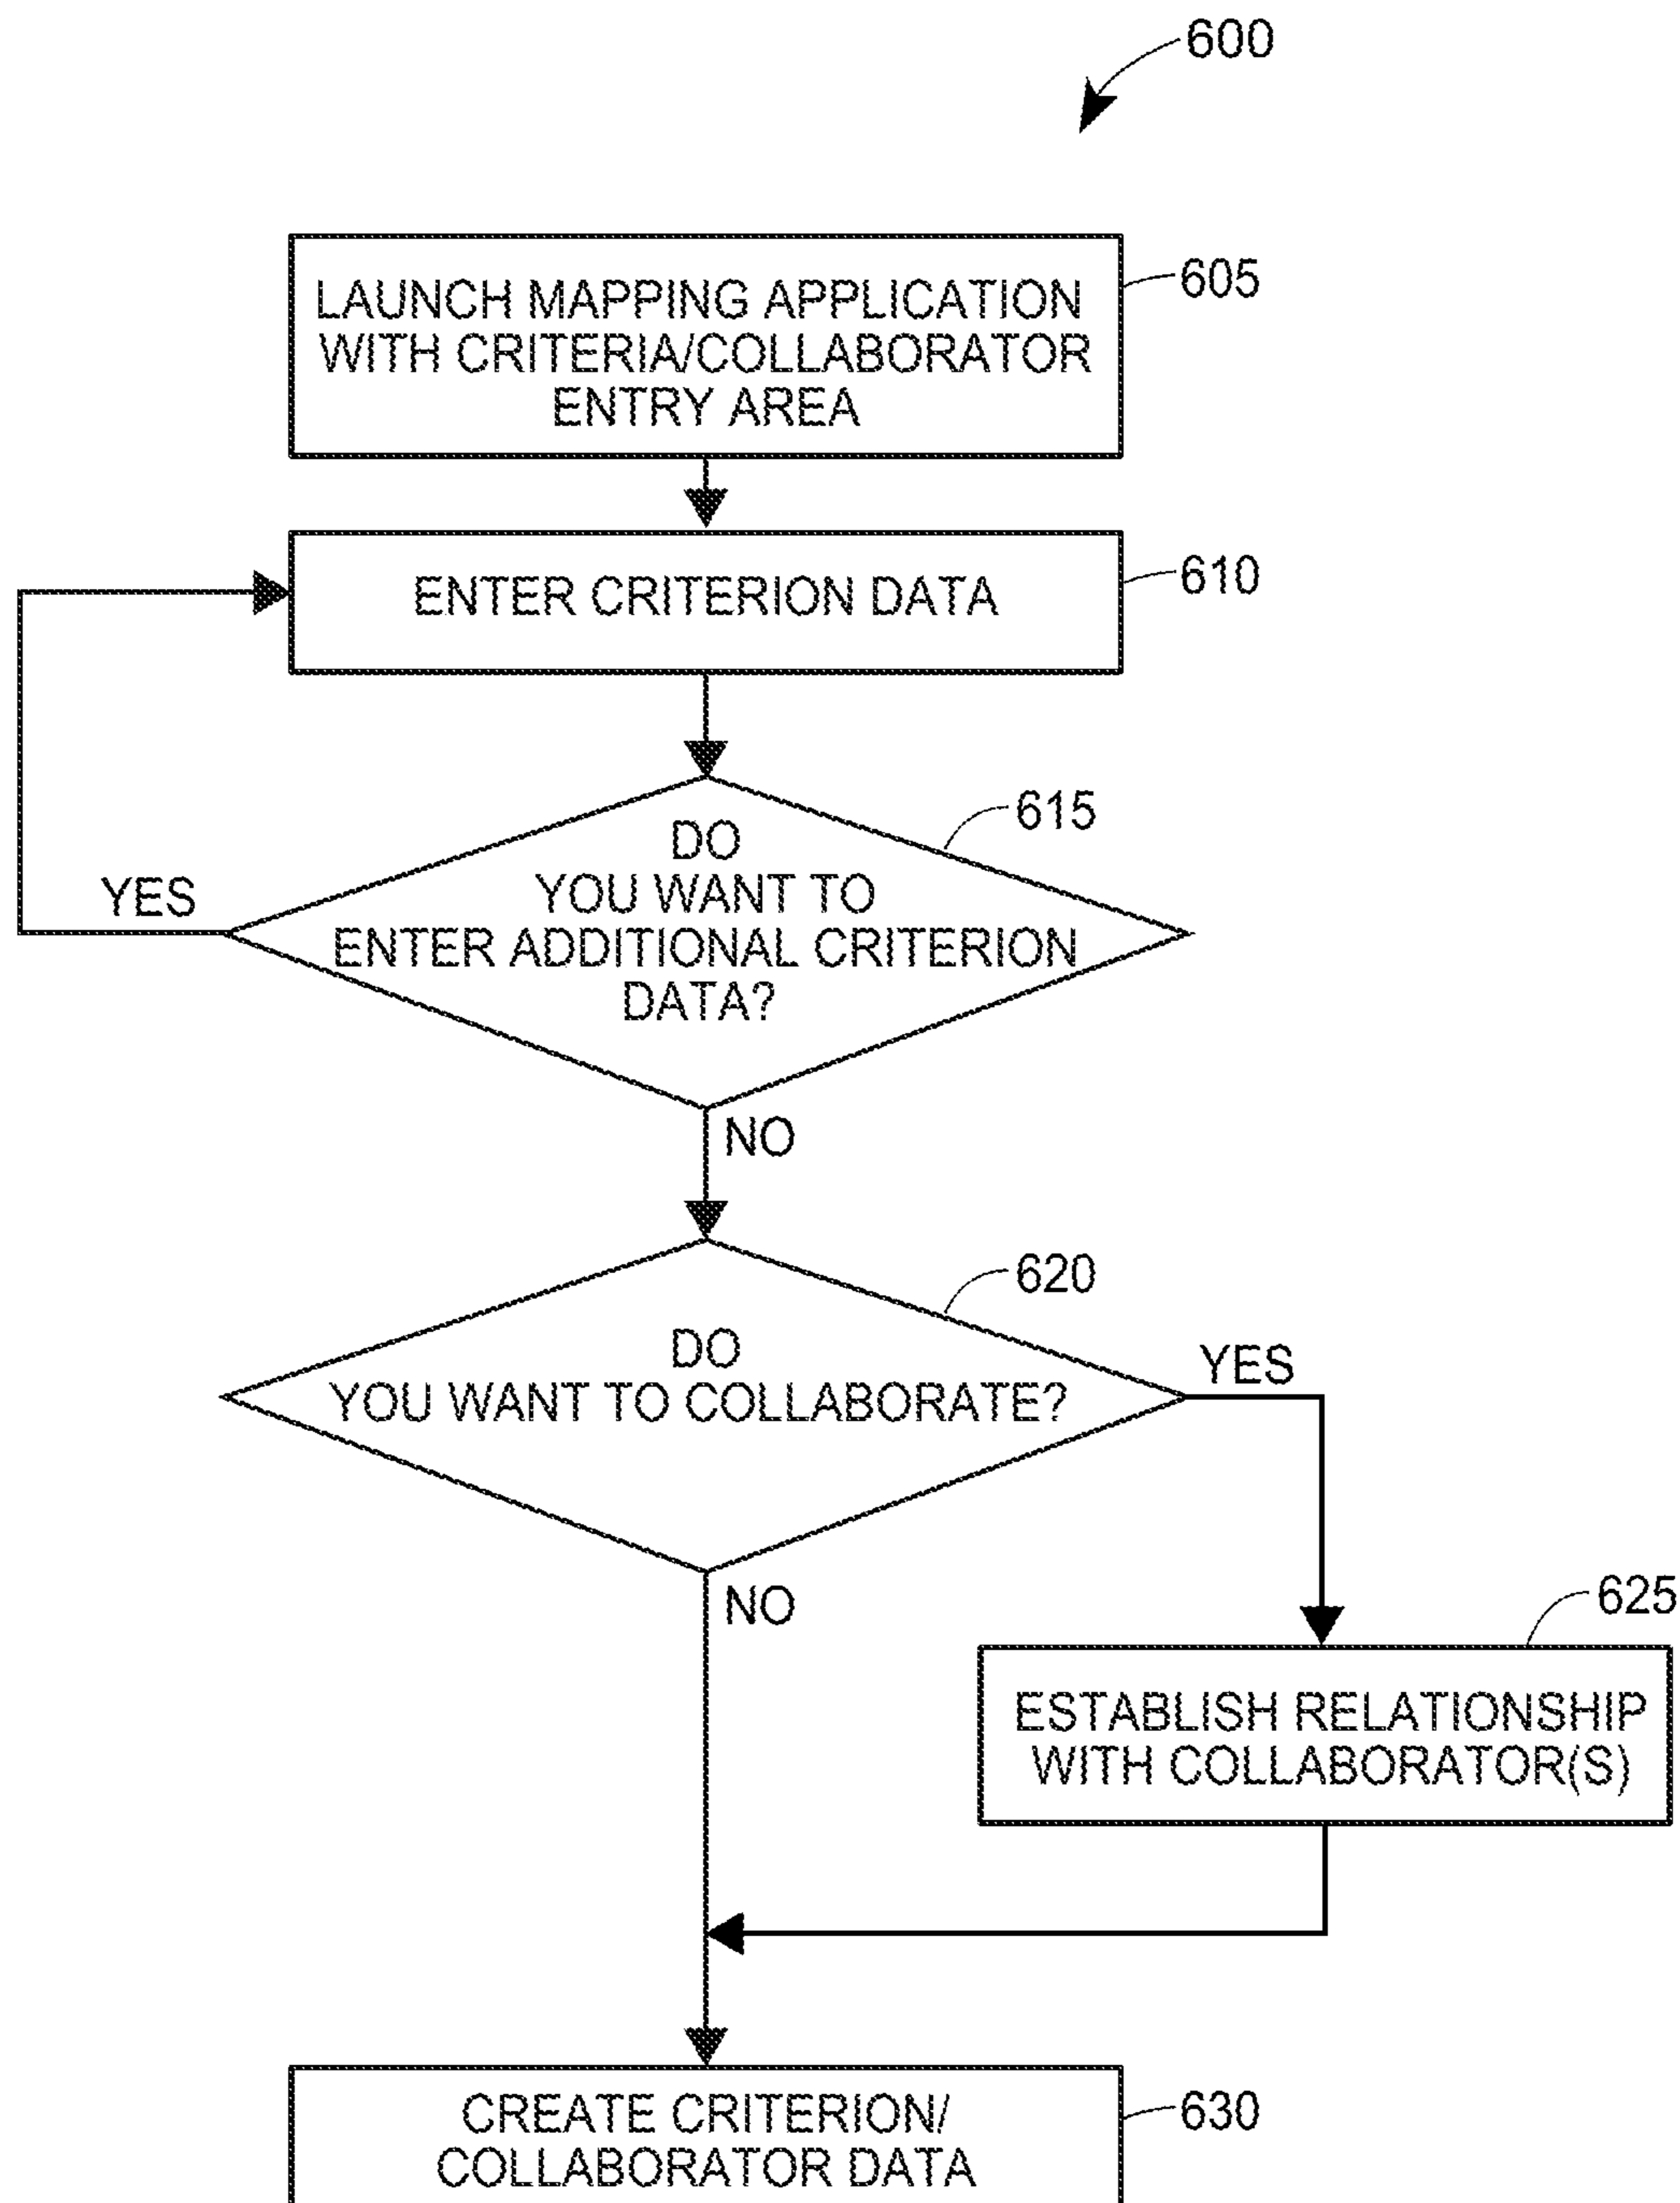 600
LAUNCH MAPPING APPLICATION
WITH CRITERIA/COLLABORATOR
ENTRY AREA
605
ENTER CRITERION DATA
610
DO
YOU WANT TO
ENTER ADDITIONAL CRITERION
DATA?
615
YES
NO
DO
YOU WANT TO COLLABORATE?
620
YES
NO
ESTABLISH RELATIONSHIP
WITH COLLABORATOR(S)
625
CREATE CRITERION/
COLLABORATOR DATA
630